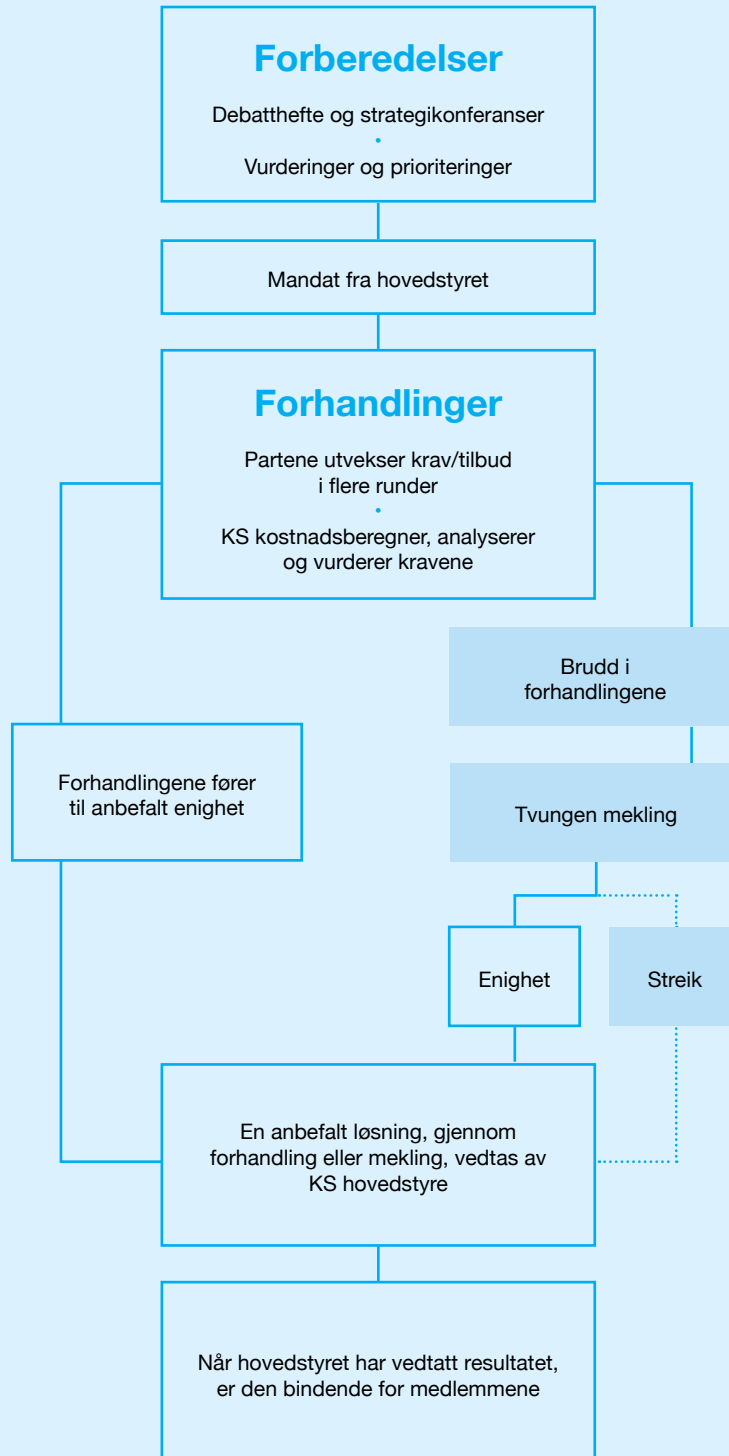 Forberedelser
Debatthefte og strategikonferanser
•
Vurderinger og prioriteringer
Mandat fra hovedstyret
Forhandlinger
Partene utvekser krav/tilbud
i flere runder
•
KS kostnadsberegner, analyserer
og vurderer kravene
Brudd i
forhandlingene
Forhandlingene fører
til anbefalt enighet
Tvungen mekling
Enighet
Streik
En anbefalt løsning, gjennom
forhandling eller mekling, vedtas av
KS hovedstyre
Når hovedstyret har vedtatt resultatet,
er den bindende for medlemmene